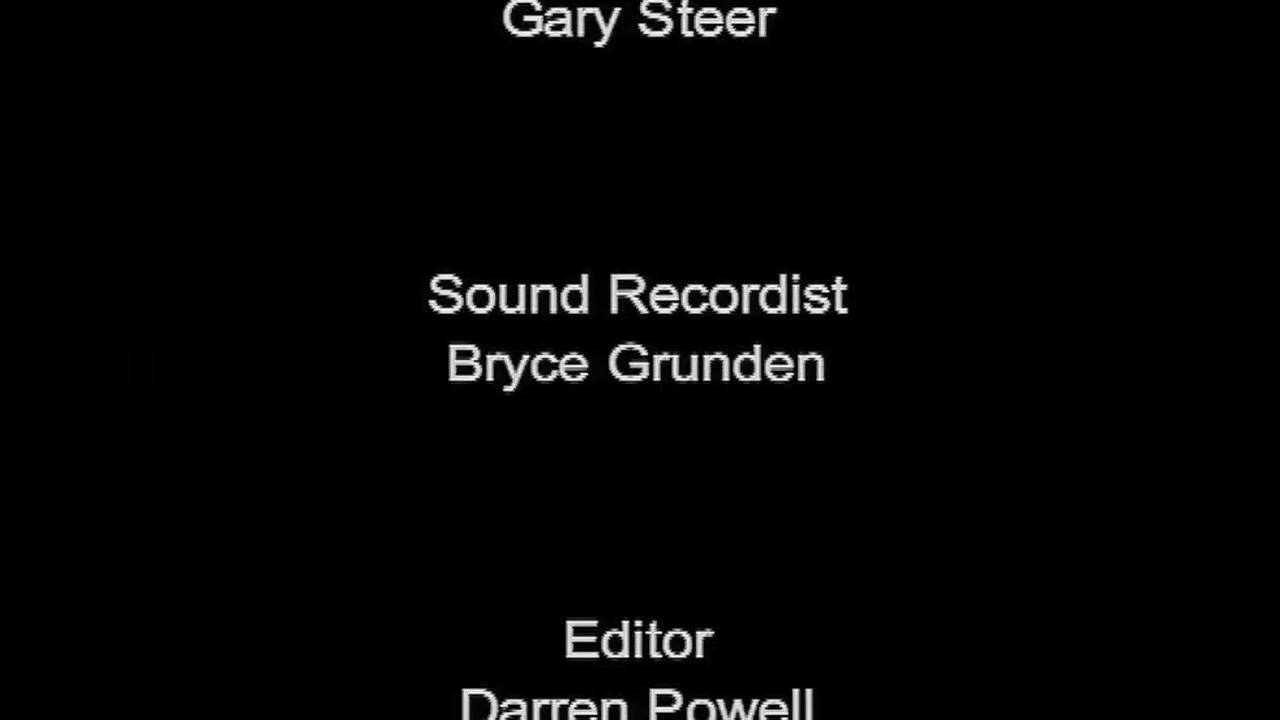 Gary Steer
Sound Recordist
Bryce Grunden
Editor
Darren Powell